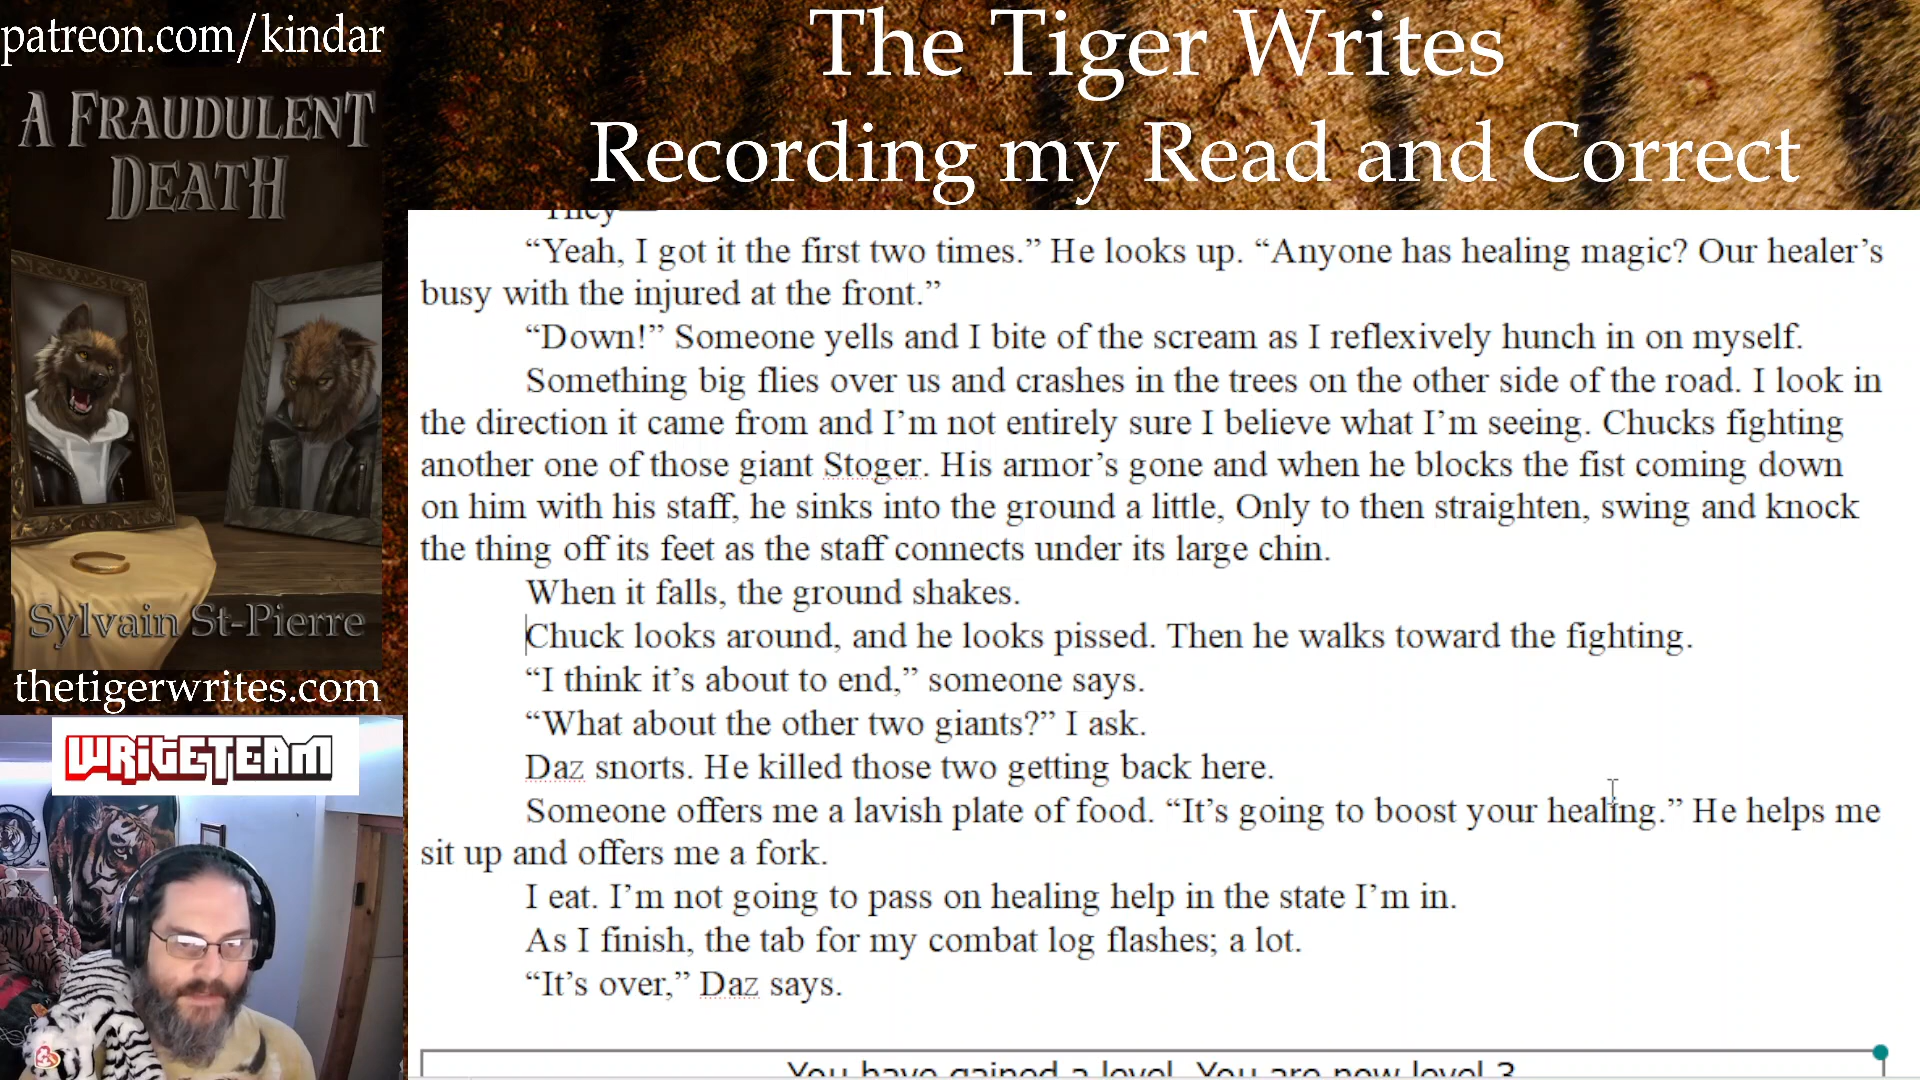 patreon.com/kindar
The Tiger Writes
Recording my Read and Correct
A FRAUDULENT
DEATH
Sylvain St-Pierre
thetigerwrites.com
WRiTETEAM
“They—
“Yeah, I got it the first two times.” He looks up. “Anyone has healing magic? Our healer’s
busy with the injured at the front.”
“Down!” Someone yells and I bite of the scream as I reflexively hunch in on myself.
Something big flies over us and crashes in the trees on the other side of the road. I look in
the direction it came from and I’m not entirely sure I believe what I’m seeing. Chucks fighting
another one of those giant Stoger. His armor’s gone and when he blocks the fist coming down
on him with his staff, he sinks into the ground a little, Only to then straighten, swing and knock
the thing off its feet as the staff connects under its large chin.
When it falls, the ground shakes.
Chuck looks around, and he looks pissed. Then he walks toward the fighting.
“I think it’s about to end,” someone says.
“What about the other two giants?” I ask.
Daz snorts. He killed those two getting back here.
Someone offers me a lavish plate of food. “It’s going to boost your healing.” He helps me
sit up and offers me a fork.
I eat. I’m not going to pass on healing help in the state I’m in.
As I finish, the tab for my combat log flashes; a lot.
“It’s over,” Daz says.
You have gained a level. You are now level 3